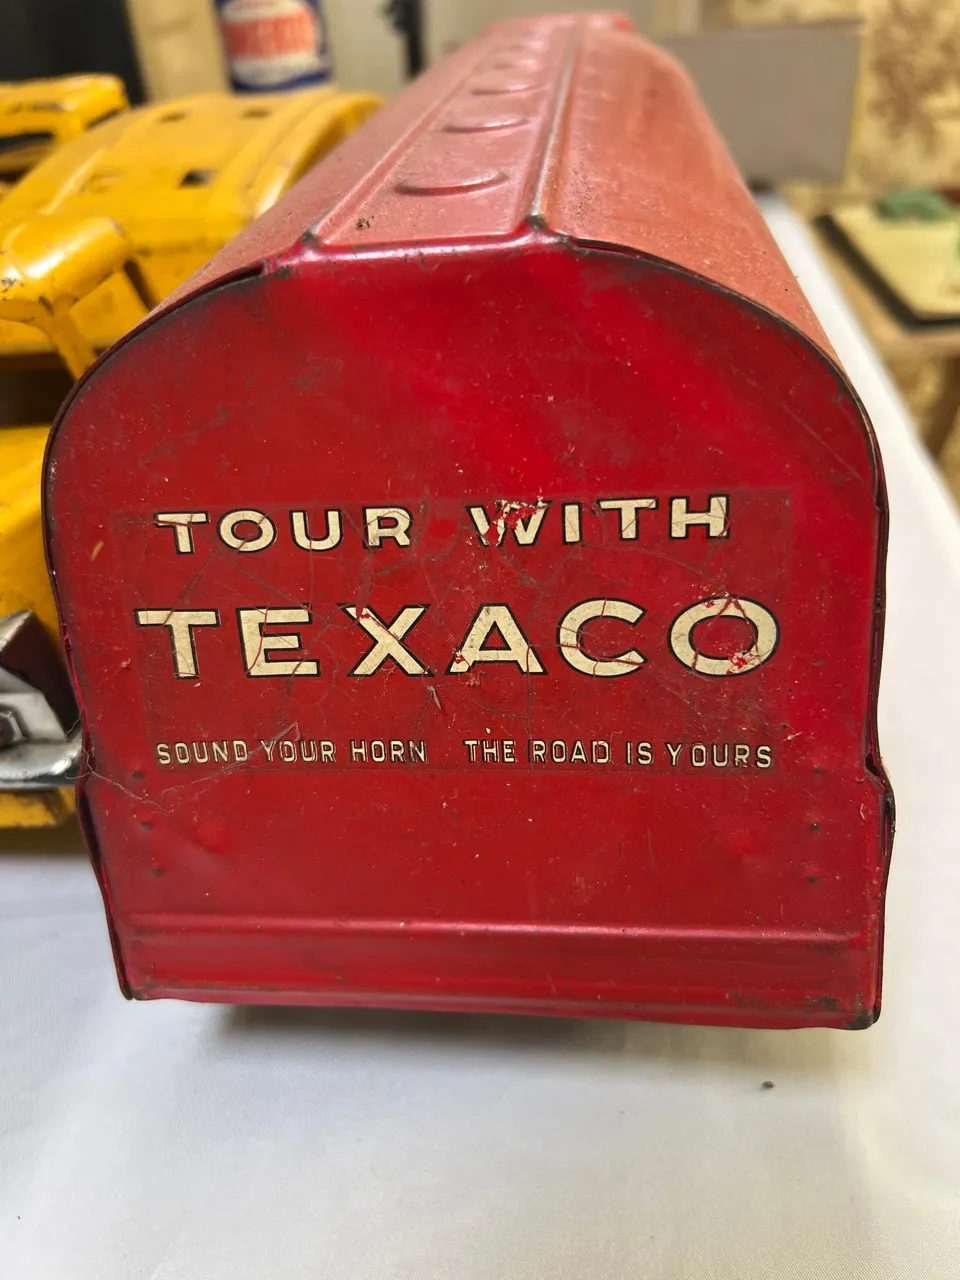 TOUR WITH
TEXACO
SOUND YOUR HORN THE ROAD IS YOURS